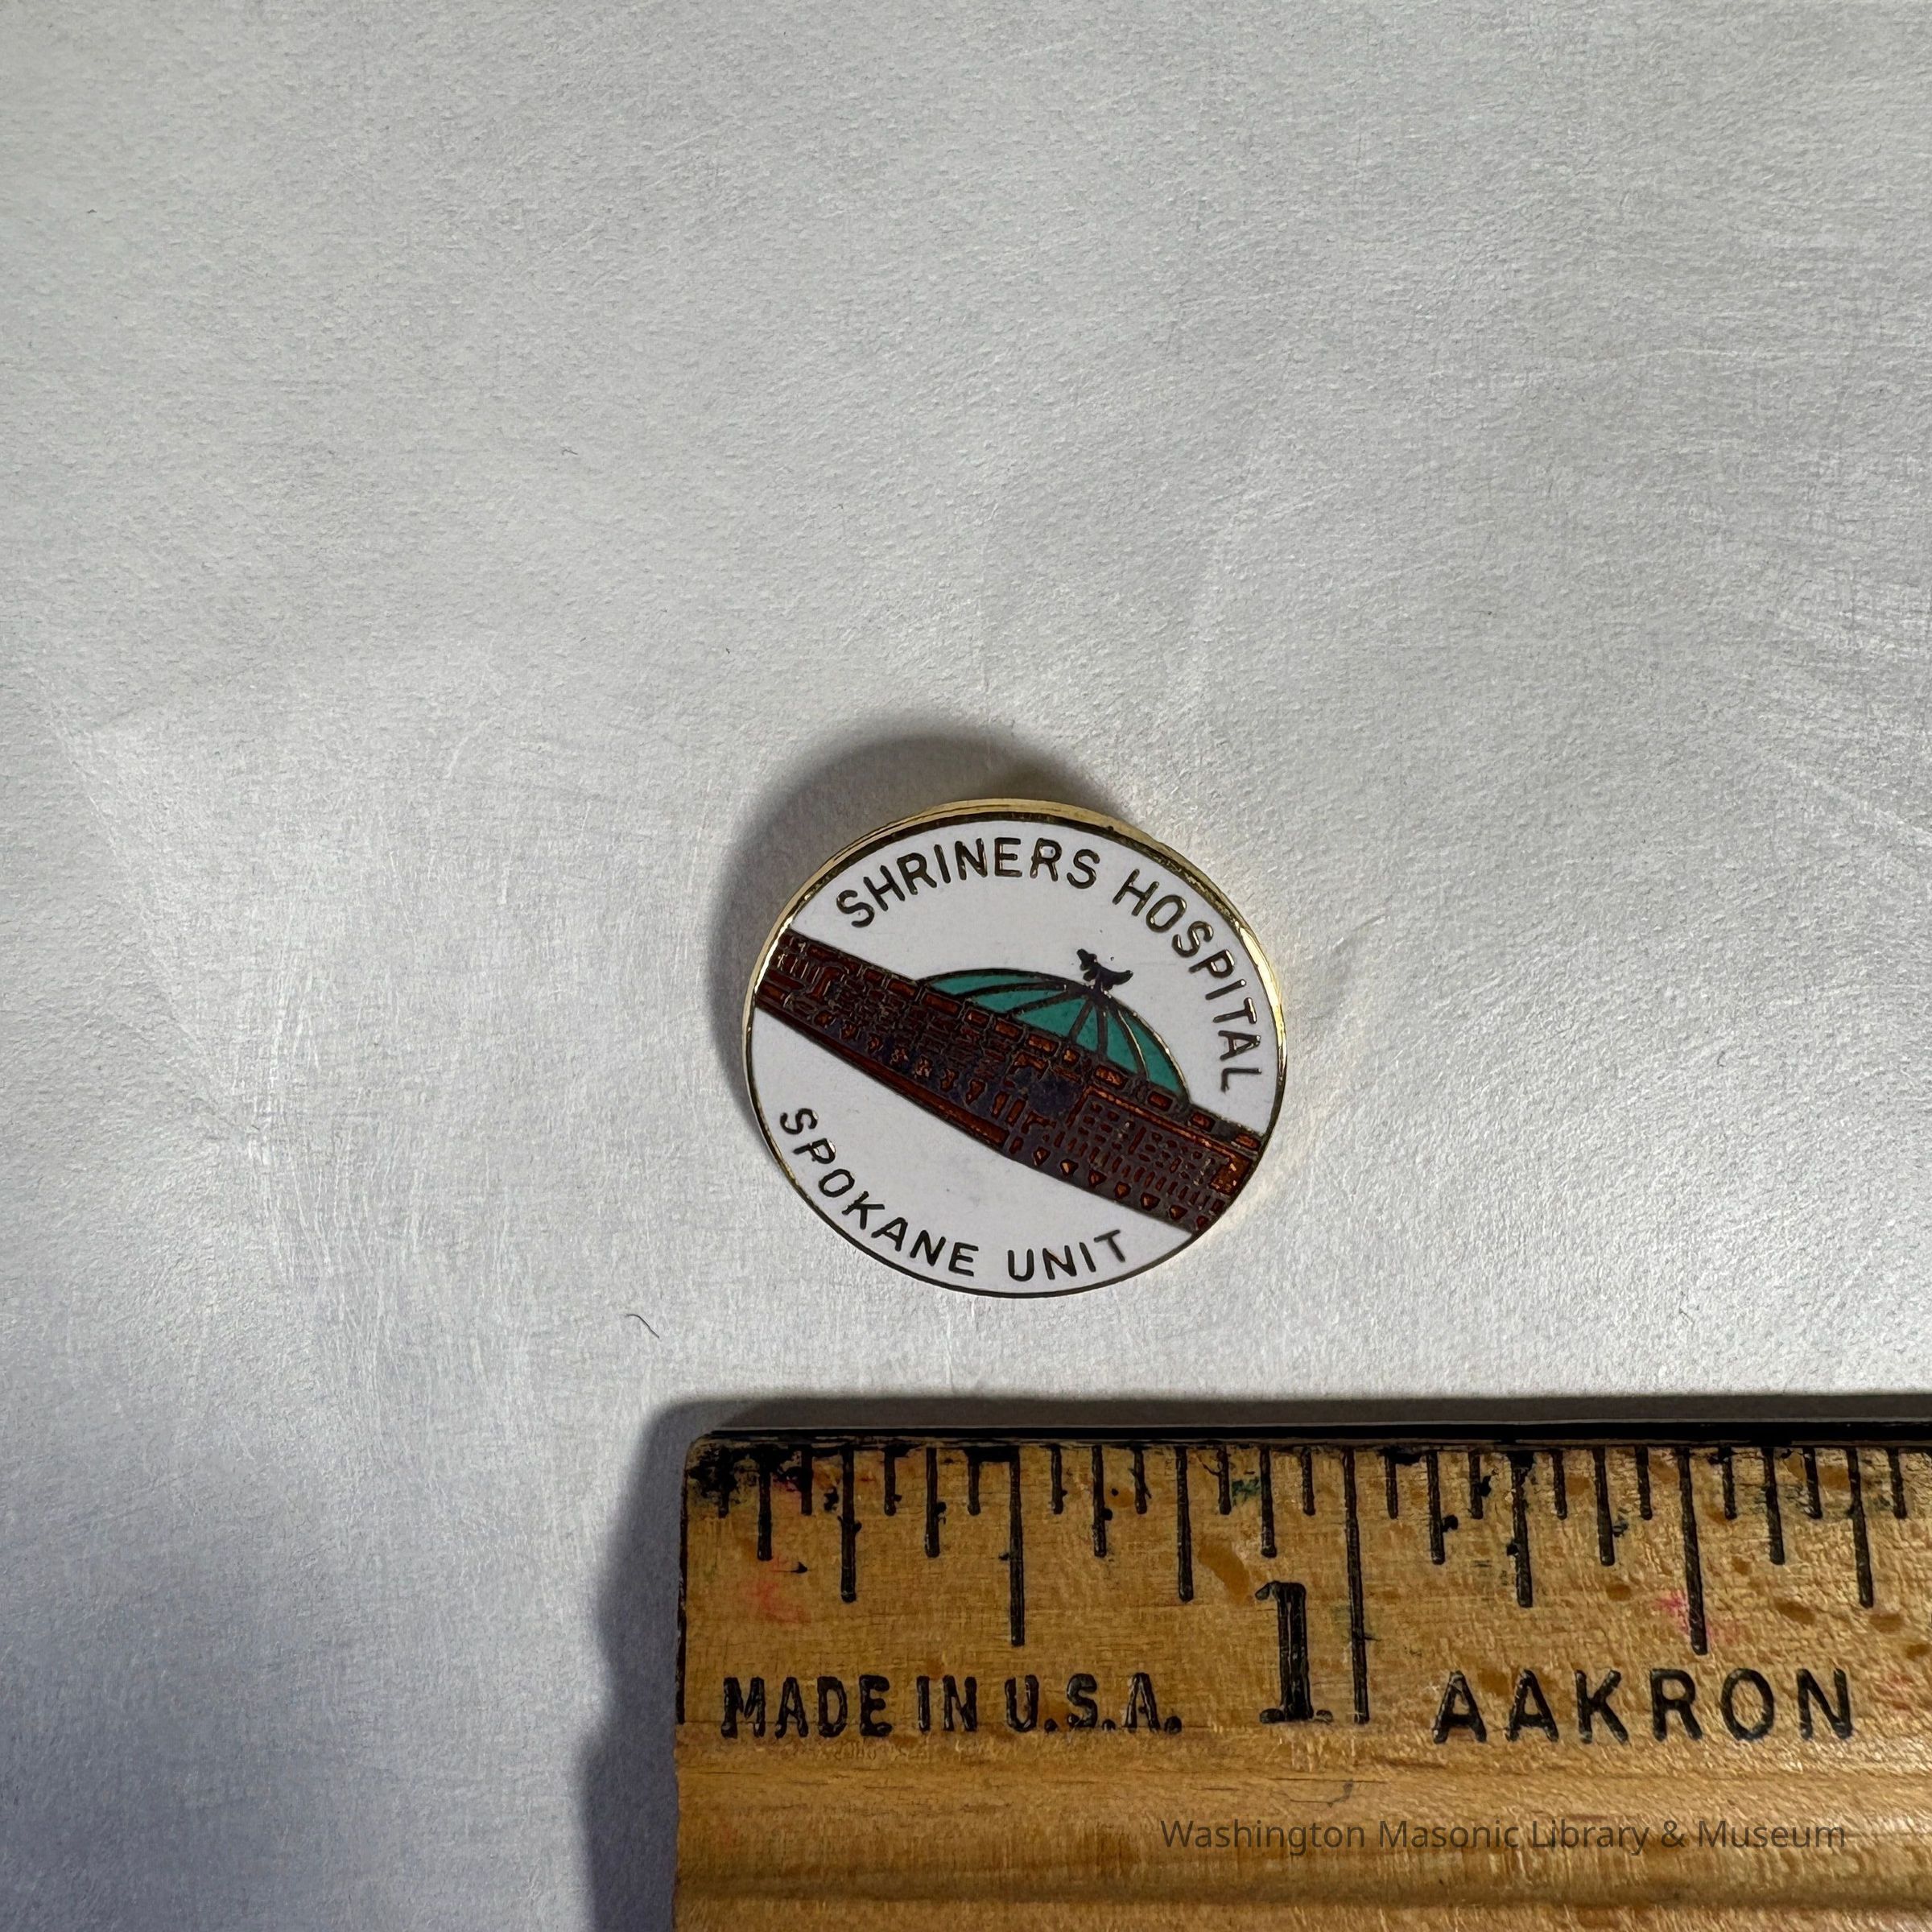 SHRINERS HOSPITAL
SPOKANE UNIT
1
MADE IN U.S.A.
AAKRON
Washington Masonic Library & Museum